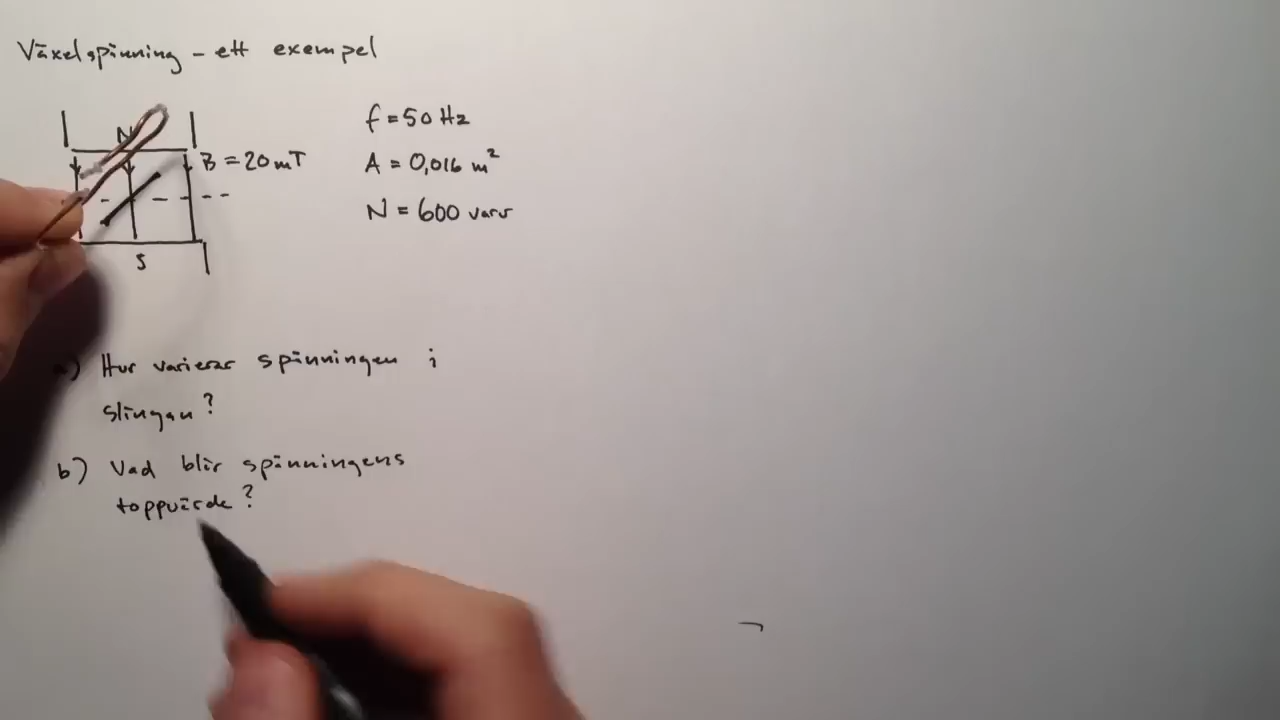 Växelspänning – ett exempel
N
B = 20 mT
S
f = 50 Hz
A = 0,016 m²
N = 600 varv
a) Hur varierar spänningen i
slingan?
b) Vad blir spänningens
toppvärde?